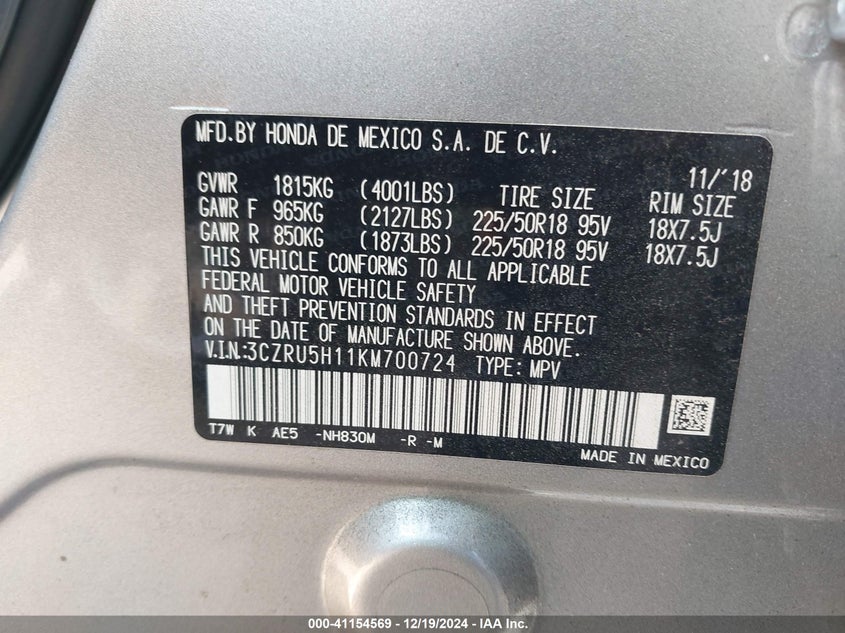 MFD.BY HONDA DE MEXICO S.A. DE C.V.
11/'18
GVWR 1815KG (4001LBS) TIRE SIZE RIM SIZE
GAWR F 965KG (2127LBS) 225/50R18 95V 18X7.5J
GAWR R 850KG (1873LBS) 225/50R18 95V 18X7.5J
THIS VEHICLE CONFORMS TO ALL APPLICABLE
FEDERAL MOTOR VEHICLE SAFETY
AND THEFT PREVENTION STANDARDS IN EFFECT
ON THE DATE OF MANUFACTURE SHOWN ABOVE.
V.I.N:3CZRU5H11KM700724 TYPE: MPV
T7W K AE5 -NH830M -R -M
MADE IN MEXICO
000-41154569 - 12/19/2024 - IAA Inc.